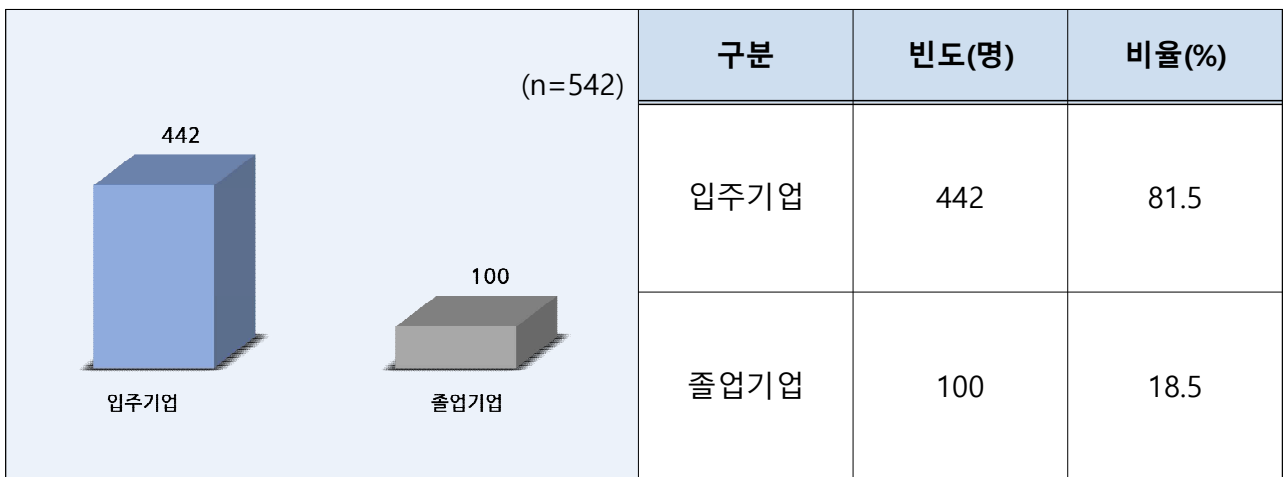 (n=542)
442
100
입주기업 졸업기업
구분 빈도(명) 비율(%)
입주기업 442 81.5
졸업기업 100 18.5